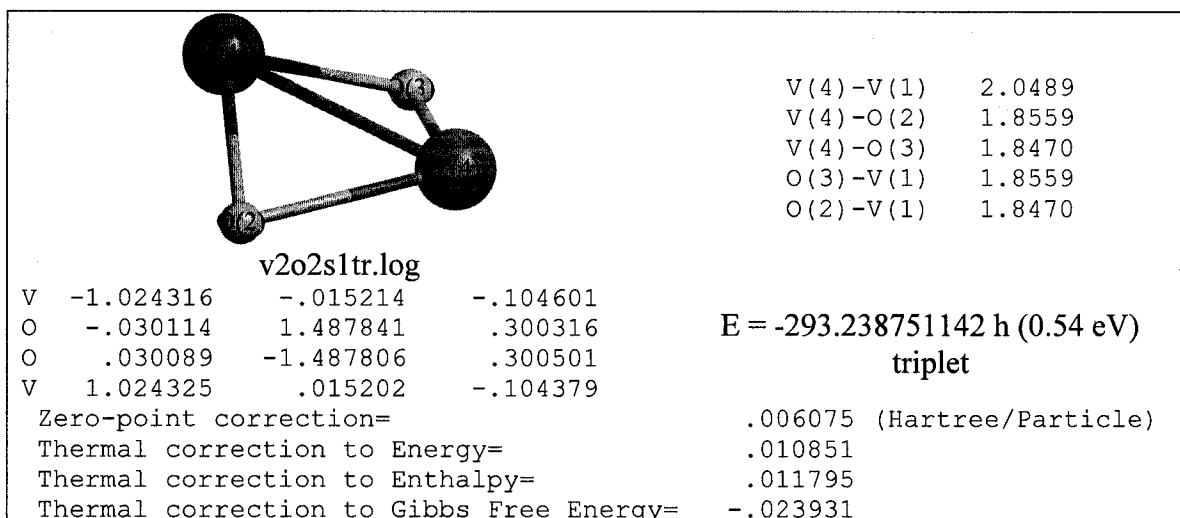 V(4)-V(1) 2.0489
V(4)-O(2) 1.8559
V(4)-O(3) 1.8470
O(3)-V(1) 1.8559
O(2)-V(1) 1.8470
3
2
v2o2s1tr.log
V -1.024316 -.015214 -.104601
O -.030114 1.487841 .300316
O .030089 -1.487806 .300501
V 1.024325 .015202 -.104379
E = -293.238751142 h (0.54 eV)
triplet
Zero-point correction= .006075 (Hartree/Particle)
Thermal correction to Energy= .010851
Thermal correction to Enthalpy= .011795
Thermal correction to Gibbs Free Energy= -.023931